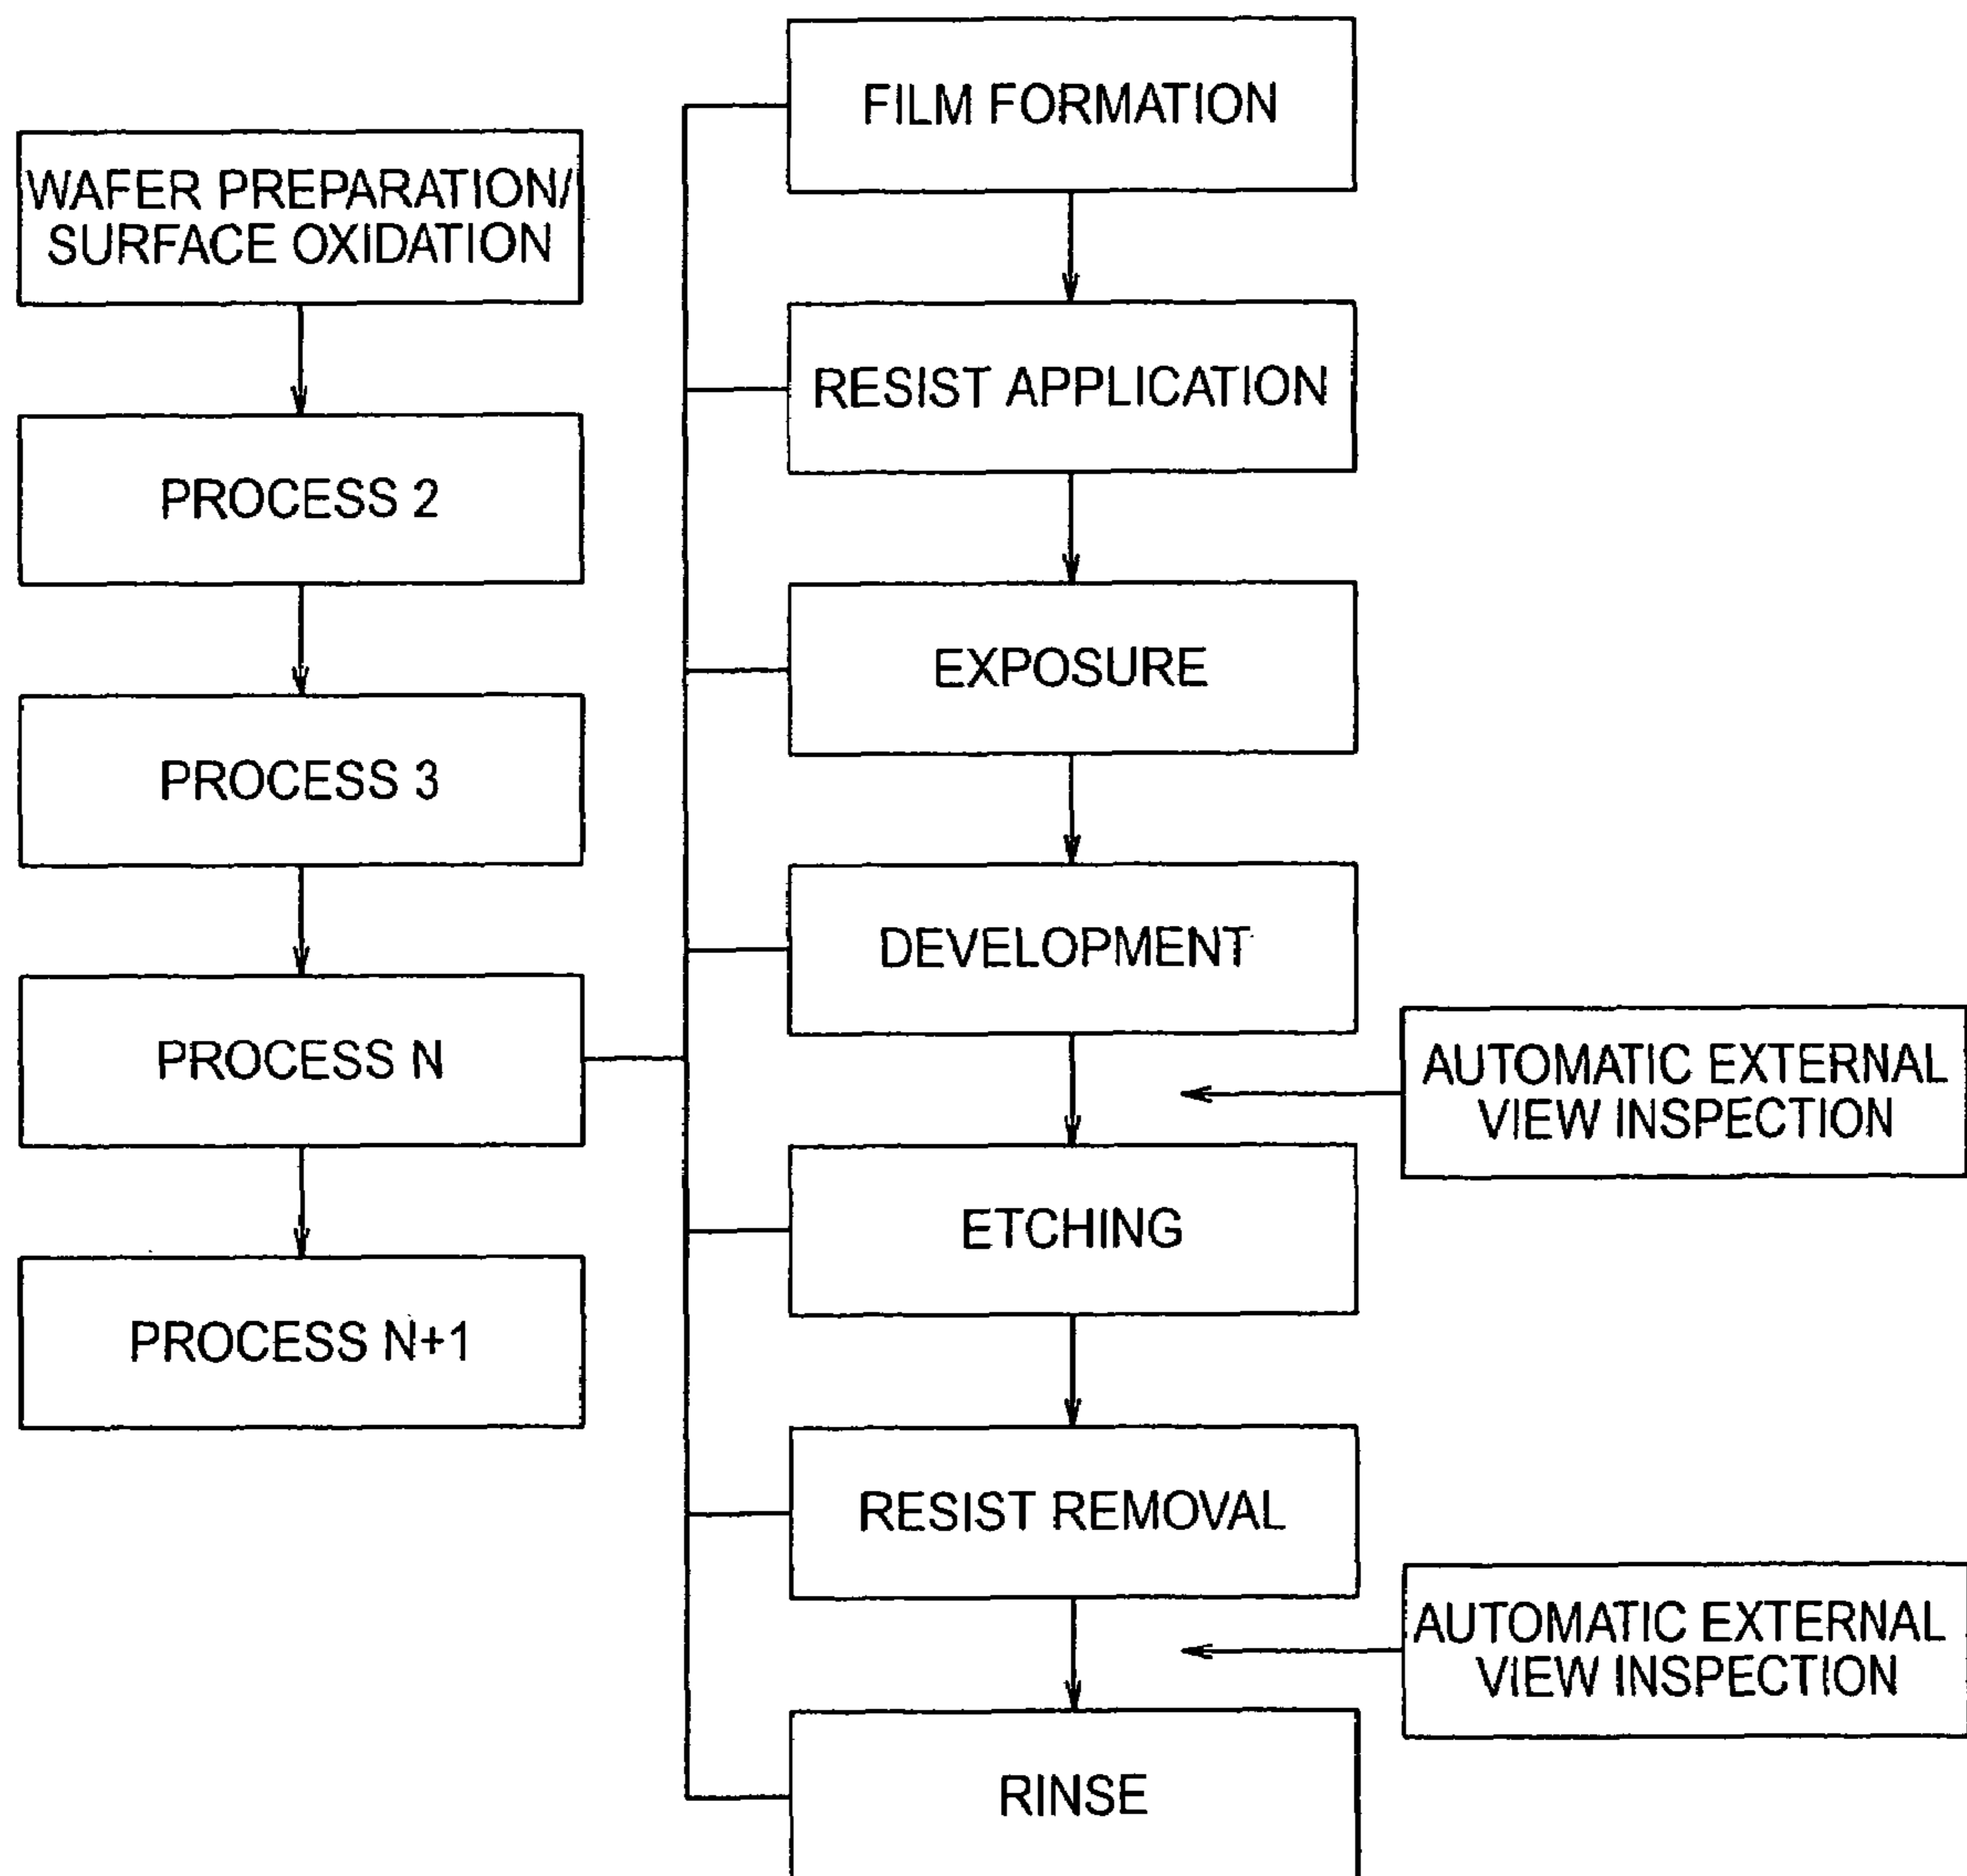 WAFER PREPARATION/
SURFACE OXIDATION
PROCESS 2
PROCESS 3
PROCESS N
PROCESS N+1
FILM FORMATION
RESIST APPLICATION
EXPOSURE
DEVELOPMENT
ETCHING
RESIST REMOVAL
RINSE
AUTOMATIC EXTERNAL
VIEW INSPECTION
AUTOMATIC EXTERNAL
VIEW INSPECTION